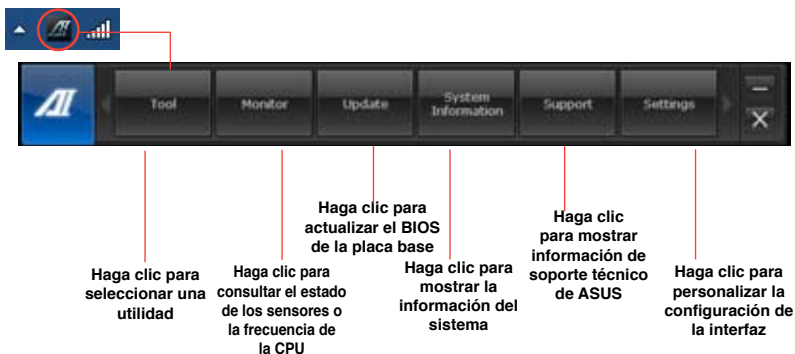 AI
AI
Tool
Monitor
Update
System
Information
Support
Settings
Haga clic para
seleccionar una
utilidad
Haga clic para
consultar el estado
de los sensores o
la frecuencia de
la CPU
Haga clic para
actualizar el BIOS
de la placa base
Haga clic para
mostrar la
información del
sistema
Haga clic
para mostrar
información de
soporte técnico
de ASUS
Haga clic para
personalizar la
configuración de
la interfaz